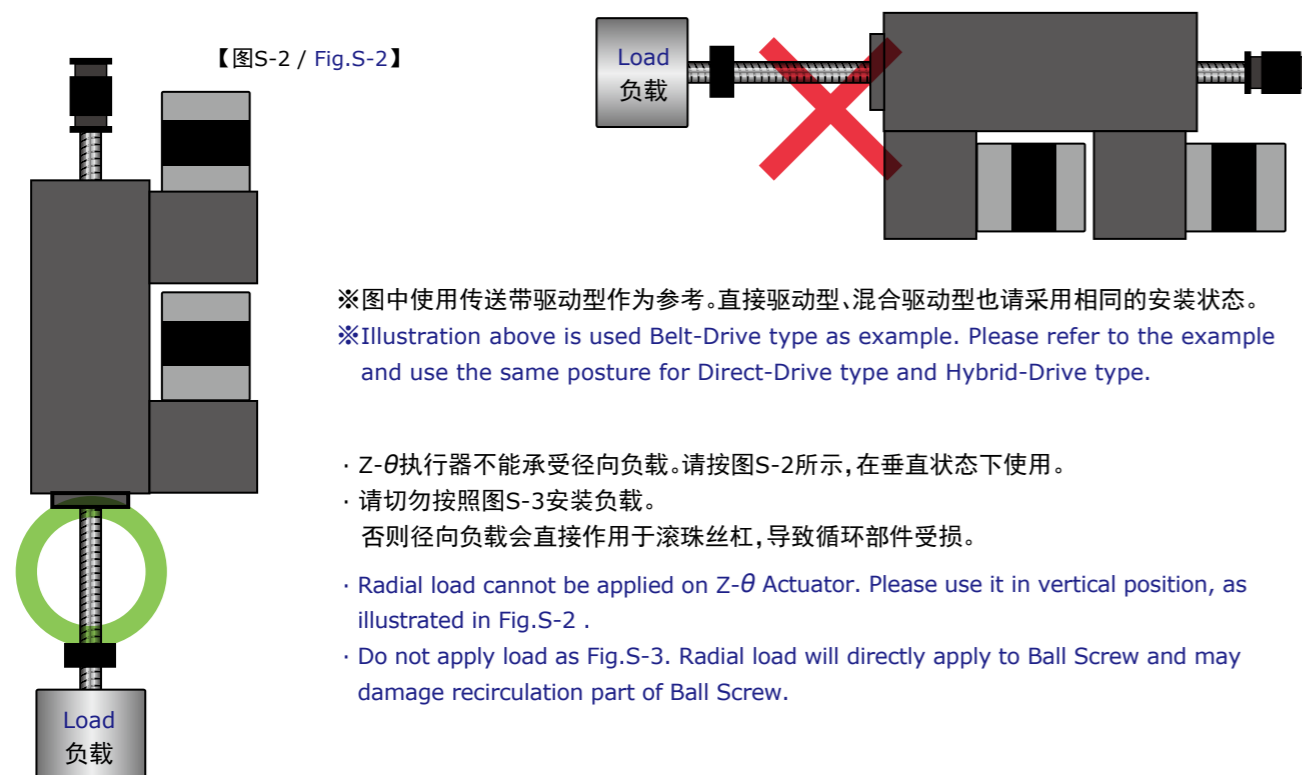 【图S-2 / Fig.S-2】
Load
负载
※图中使用传送带驱动型作为参考。直接驱动型、混合驱动型也请采用相同的安装状态。
※Illustration above is used Belt-Drive type as example. Please refer to the example
and use the same posture for Direct-Drive type and Hybrid-Drive type.
· Z-θ执行器不能承受径向负载。请按图S-2所示,在垂直状态下使用。
· 请切勿按照图S-3安装负载。
否则径向负载会直接作用于滚珠丝杠,导致循环部件受损。
· Radial load cannot be applied on Z-θ Actuator. Please use it in vertical position, as
illustrated in Fig.S-2 .
· Do not apply load as Fig.S-3. Radial load will directly apply to Ball Screw and may
damage recirculation part of Ball Screw.
Load
负载